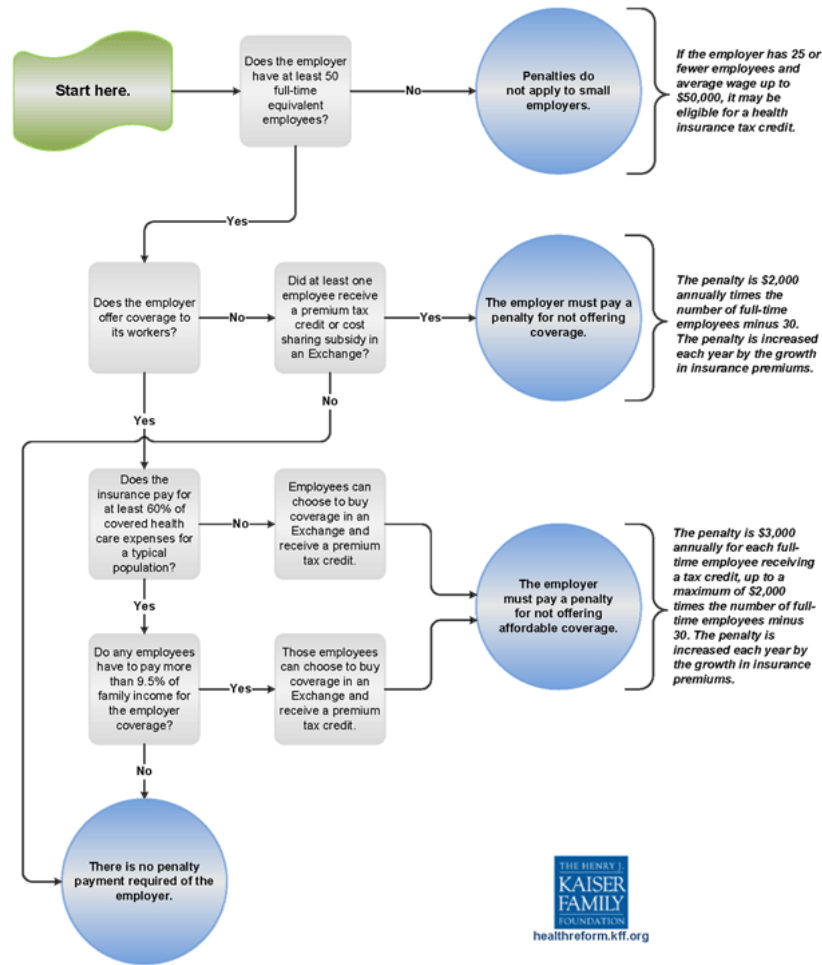 Start here.
Does the employer
have at least 50
full-time
equivalent
employees?
No
Penalties do
not apply to small
employers.
If the employer has 25 or
fewer employees and
average wage up to
$50,000, it may be
eligible for a health
insurance tax credit.
Yes
Does the employer
offer coverage to
its workers?
No
Did at least one
employee receive
a premium tax
credit or cost
sharing subsidy in
an Exchange?
Yes
The employer must pay a
penalty for not offering
coverage.
The penalty is $2,000
annually times the
number of full-time
employees minus 30.
The penalty is increased
each year by the growth
in insurance premiums.
No
Yes
Does the
insurance pay for
at least 60% of
covered health
care expenses for
a typical
population?
No
Employees can
choose to buy
coverage in an
Exchange and
receive a premium
tax credit.
The employer
must pay a penalty
for not offering
affordable coverage.
The penalty is $3,000
annually for each full-
time employee receiving
a tax credit, up to a
maximum of $2,000
times the number of full-
time employees minus
30. The penalty is
increased each year by
the growth in insurance
premiums.
Yes
Do any employees
have to pay more
than 9.5% of
family income for
the employer
coverage?
Yes
Those employees
can choose to buy
coverage in an
Exchange and
receive a premium
tax credit.
No
There is no penalty
payment required of the
employer.
THE HENRY J.
KAISER
FAMILY
FOUNDATION
healthreform.kff.org